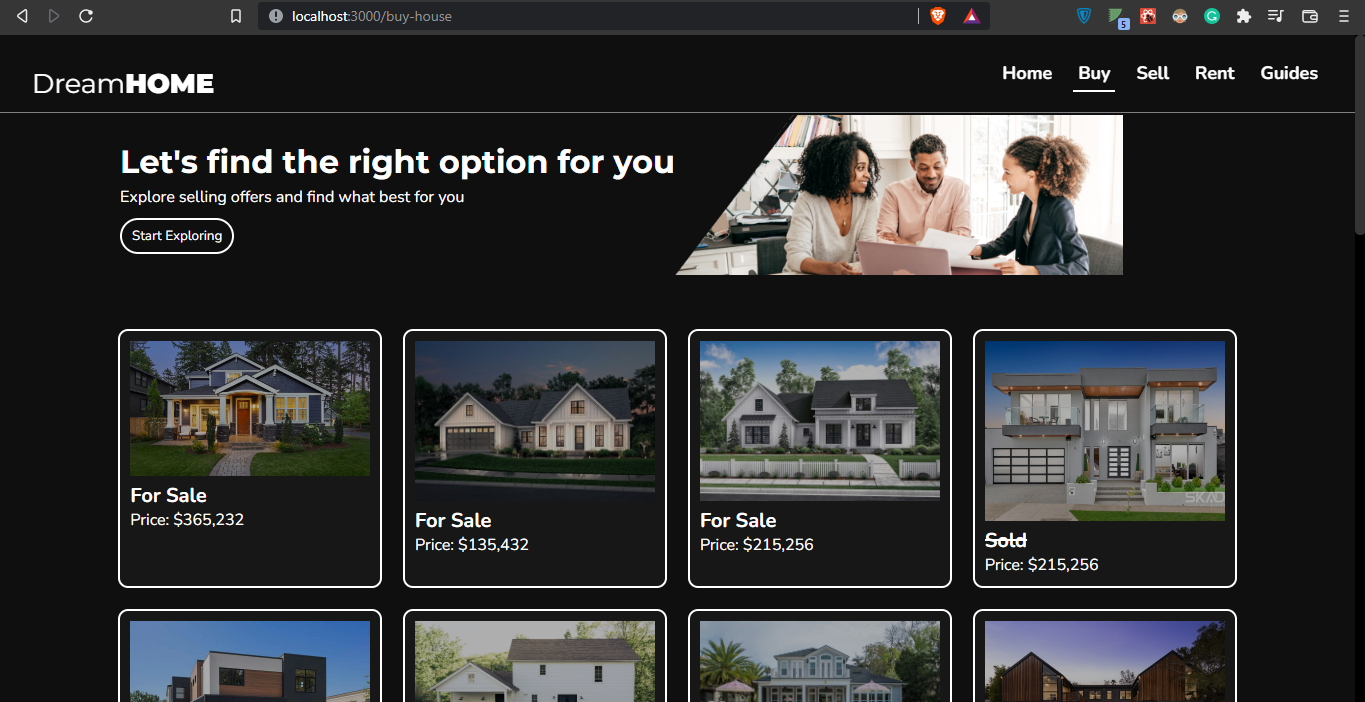 localhost:3000/buy-house
5
DreamHOME
Home Buy Sell Rent Guides
Let's find the right option for you
Explore selling offers and find what best for you
Start Exploring
SKAD
For Sale
Price: $365,232
For Sale
Price: $135,432
For Sale
Price: $215,256
Sold
Price: $215,256